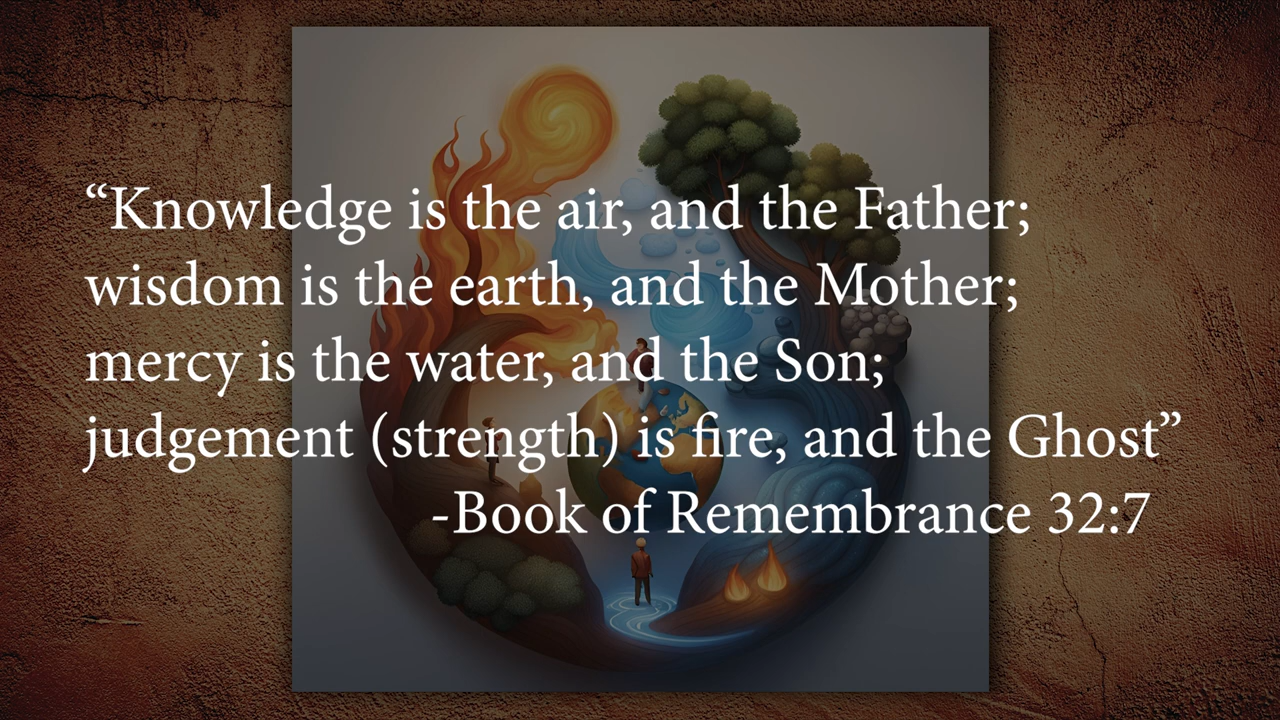 “Knowledge is the air, and the Father;
wisdom is the earth, and the Mother;
mercy is the water, and the Son;
judgement (strength) is fire, and the Ghost”
-Book of Remembrance 32:7